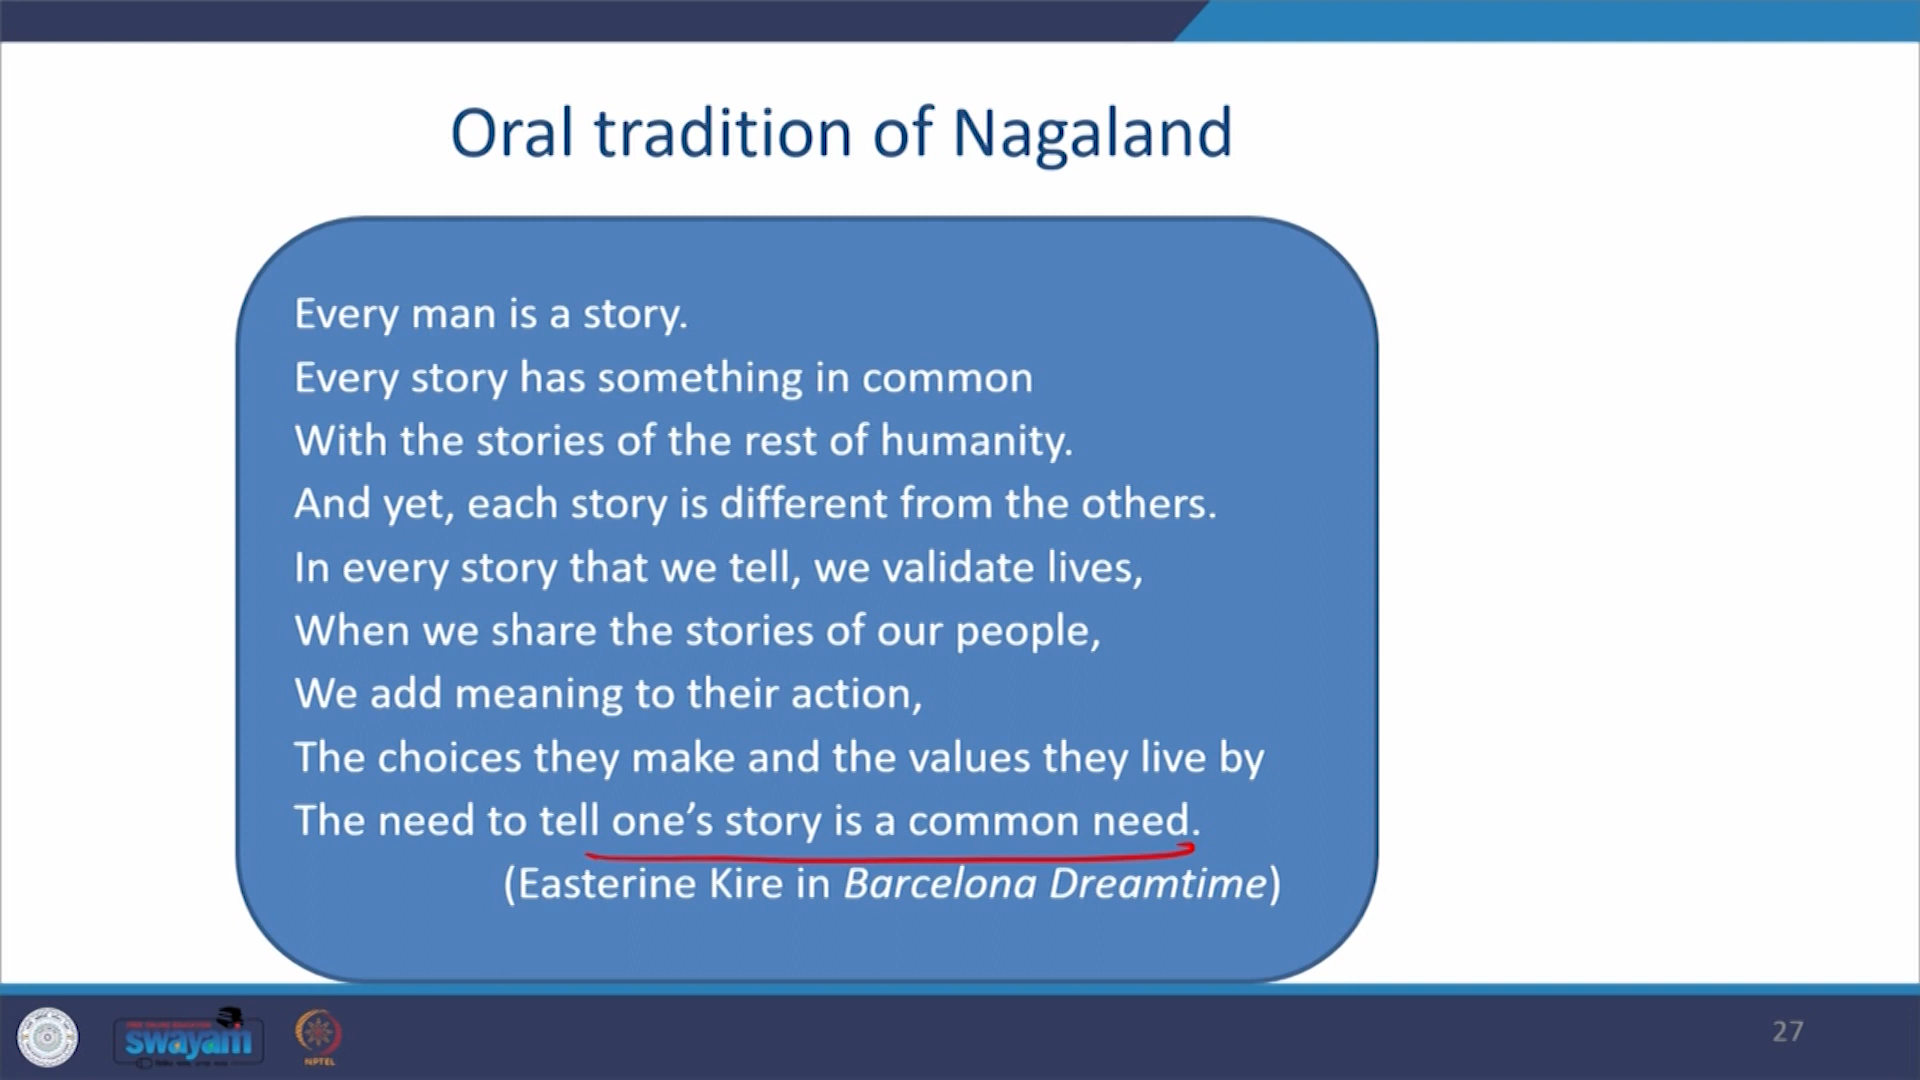 Oral tradition of Nagaland
Every man is a story.
Every story has something in common
With the stories of the rest of humanity.
And yet, each story is different from the others.
In every story that we tell, we validate lives,
When we share the stories of our people,
We add meaning to their action,
The choices they make and the values they live by
The need to tell one’s story is a common need.
(Easterine Kire in Barcelona Dreamtime)
swayam
NPTEL
27